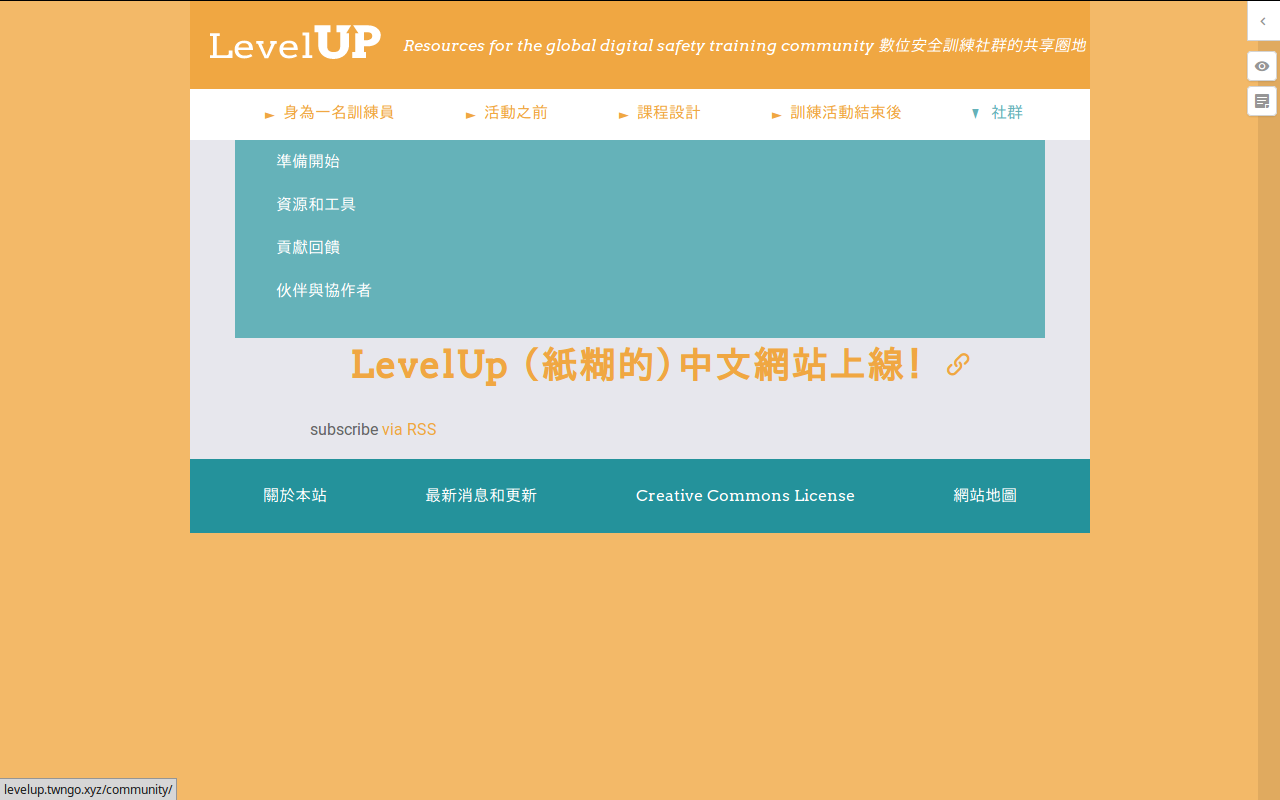 LevelUP Resources for the global digital safety training community 數位安全訓練社群的共享圈地
身為一名訓練員 活動之前 課程設計 訓練活動結束後 社群
準備開始
資源和工具
貢獻回饋
伙伴與協作者
LevelUp（紙糊的）中文網站上線！
subscribe via RSS
關於本站 最新消息和更新 Creative Commons License 網站地圖
levelup.twngo.xyz/community/